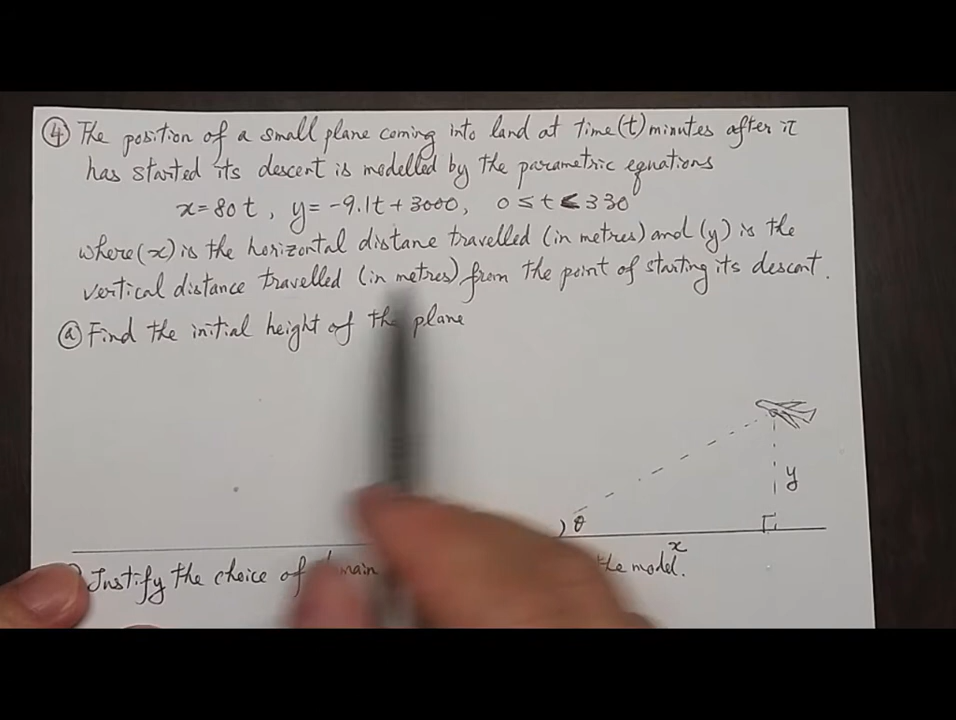 ④ The position of a small plane coming into land at time (t) minutes after it
has started its descent is modelled by the parametric equations
x = 80t , y = -9.1t + 3000, 0 ≤ t < 330
where (x) is the horizontal distane travelled (in metres) and (y) is the
vertical distance travelled (in metres) from the point of starting its descent.
ⓐ Find the initial height of the plane
y
θ
x
Justify the choice of the model.